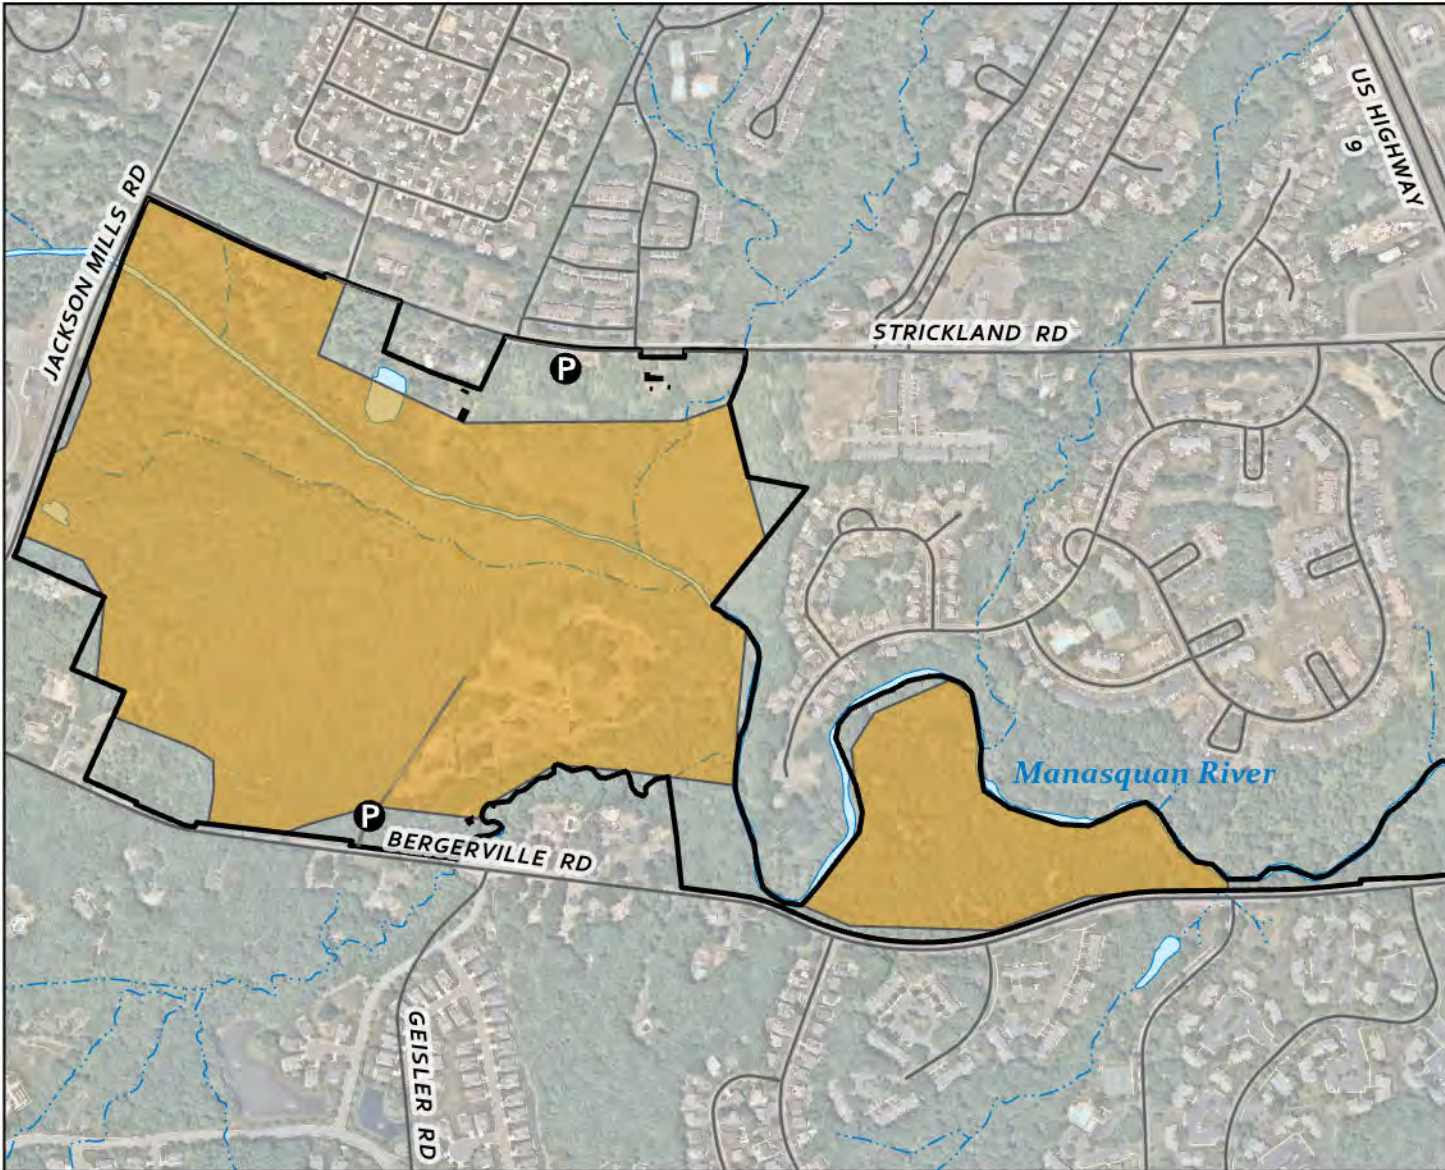 US HIGHWAY
9
JACKSON MILLS RD
STRICKLAND RD
P
Manasquan River
P
BERGERVILLE RD
GEISLER RD